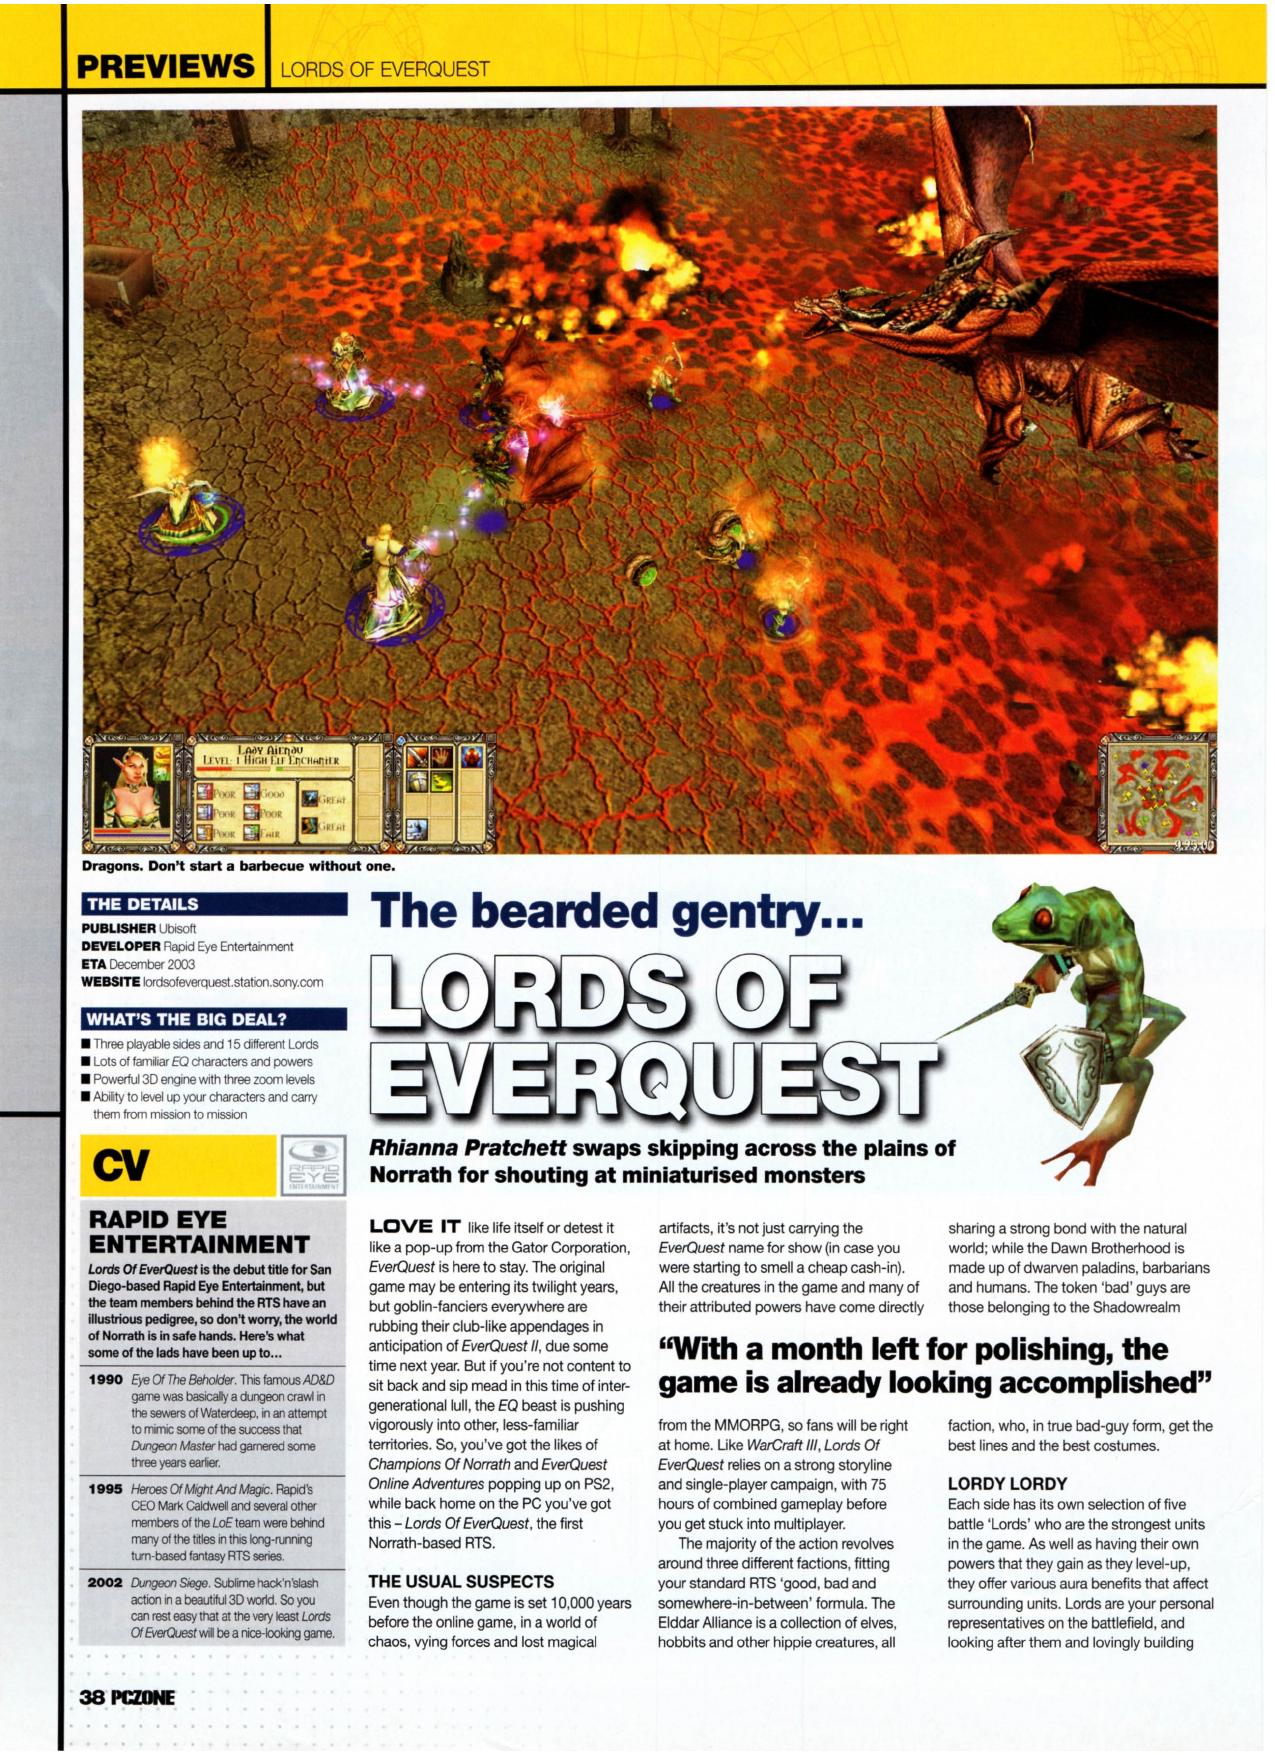 PREVIEWS
LORDS OF EVERQUEST
LADY AIENDU
LEVEL: 1 HIGH ELF ENCHANTER
POOR
GOOD
GREAT
POOR
POOR
POOR
FAIR
GREAT
Dragons. Don't start a barbecue without one.
THE DETAILS
PUBLISHER Ubisoft
DEVELOPER Rapid Eye Entertainment
ETA December 2003
WEBSITE lordsofeverquest.station.sony.com
WHAT'S THE BIG DEAL?
■ Three playable sides and 15 different Lords
■ Lots of familiar EQ characters and powers
■ Powerful 3D engine with three zoom levels
■ Ability to level up your characters and carry
them from mission to mission
CV
RAPID
EYE
ENTERTAINMENT
RAPID EYE
ENTERTAINMENT
Lords Of EverQuest is the debut title for San
Diego-based Rapid Eye Entertainment, but
the team members behind the RTS have an
illustrious pedigree, so don't worry, the world
of Norrath is in safe hands. Here's what
some of the lads have been up to...
1990 Eye Of The Beholder. This famous AD&D
game was basically a dungeon crawl in
the sewers of Waterdeep, in an attempt
to mimic some of the success that
Dungeon Master had garnered some
three years earlier.
1995 Heroes Of Might And Magic. Rapid's
CEO Mark Caldwell and several other
members of the LoE team were behind
many of the titles in this long-running
turn-based fantasy RTS series.
2002 Dungeon Siege. Sublime hack'n'slash
action in a beautiful 3D world. So you
can rest easy that at the very least Lords
Of EverQuest will be a nice-looking game.
The bearded gentry...
LORDS OF
EVERQUEST
Rhianna Pratchett swaps skipping across the plains of
Norrath for shouting at miniaturised monsters
LOVE IT like life itself or detest it
like a pop-up from the Gator Corporation,
EverQuest is here to stay. The original
game may be entering its twilight years,
but goblin-fanciers everywhere are
rubbing their club-like appendages in
anticipation of EverQuest II, due some
time next year. But if you're not content to
sit back and sip mead in this time of inter-
generational lull, the EQ beast is pushing
vigorously into other, less-familiar
territories. So, you've got the likes of
Champions Of Norrath and EverQuest
Online Adventures popping up on PS2,
while back home on the PC you've got
this – Lords Of EverQuest, the first
Norrath-based RTS.
THE USUAL SUSPECTS
Even though the game is set 10,000 years
before the online game, in a world of
chaos, vying forces and lost magical
artifacts, it's not just carrying the
EverQuest name for show (in case you
were starting to smell a cheap cash-in).
All the creatures in the game and many of
their attributed powers have come directly
"With a month left for polishing, the
game is already looking accomplished"
from the MMORPG, so fans will be right
at home. Like WarCraft III, Lords Of
EverQuest relies on a strong storyline
and single-player campaign, with 75
hours of combined gameplay before
you get stuck into multiplayer.
The majority of the action revolves
around three different factions, fitting
your standard RTS 'good, bad and
somewhere-in-between' formula. The
Elddar Alliance is a collection of elves,
hobbits and other hippie creatures, all
sharing a strong bond with the natural
world; while the Dawn Brotherhood is
made up of dwarven paladins, barbarians
and humans. The token 'bad' guys are
those belonging to the Shadowrealm
faction, who, in true bad-guy form, get the
best lines and the best costumes.
LORDY LORDY
Each side has its own selection of five
battle 'Lords' who are the strongest units
in the game. As well as having their own
powers that they gain as they level-up,
they offer various aura benefits that affect
surrounding units. Lords are your personal
representatives on the battlefield, and
looking after them and lovingly building
38 PCZONE